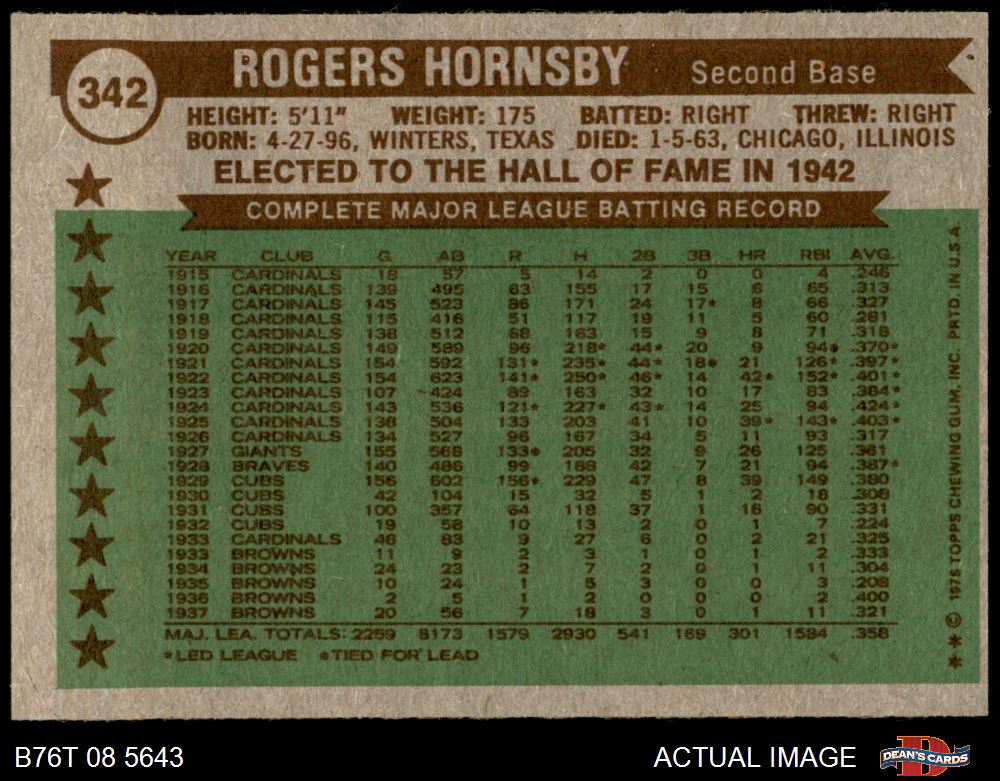 342
ROGERS HORNSBY Second Base
HEIGHT: 5'11" WEIGHT: 175 BATTED: RIGHT THREW: RIGHT
BORN: 4-27-96, WINTERS, TEXAS DIED: 1-5-63, CHICAGO, ILLINOIS
ELECTED TO THE HALL OF FAME IN 1942
COMPLETE MAJOR LEAGUE BATTING RECORD
YEAR CLUB G AB R H 2B 3B HR RBI AVG.
1915 CARDINALS 18 57 5 14 2 0 0 4 .246
1916 CARDINALS 139 495 63 155 17 15 6 65 .313
1917 CARDINALS 145 523 86 171 24 17* 8 66 .327
1918 CARDINALS 115 416 51 117 19 11 5 60 .281
1919 CARDINALS 138 512 68 163 15 9 8 71 .318
1920 CARDINALS 149 589 96 218* 44* 20 9 94• .370*
1921 CARDINALS 154 592 131* 235* 44* 18• 21 126* .397*
1922 CARDINALS 154 623 141* 250* 46* 14 42* 152* .401*
1923 CARDINALS 107 424 89 163 32 10 17 83 .384*
1924 CARDINALS 143 536 121* 227* 43* 14 25 94 .424*
1925 CARDINALS 138 504 133 203 41 10 39* 143* .403*
1926 CARDINALS 134 527 96 167 34 5 11 93 .317
1927 GIANTS 155 568 133• 205 32 9 26 125 .361
1928 BRAVES 140 486 99 188 42 7 21 94 .387*
1929 CUBS 156 602 156* 229 47 8 39 149 .380
1930 CUBS 42 104 15 32 5 1 2 18 .308
1931 CUBS 100 357 64 118 37 1 16 90 .331
1932 CUBS 19 58 10 13 2 0 1 7 .224
1933 CARDINALS 46 83 9 27 6 0 2 21 .325
1933 BROWNS 11 9 2 3 1 0 1 2 .333
1934 BROWNS 24 23 2 7 2 0 1 11 .304
1935 BROWNS 10 24 1 5 3 0 0 3 .208
1936 BROWNS 2 5 1 2 0 0 0 2 .400
1937 BROWNS 20 56 7 18 3 0 1 11 .321
MAJ. LEA. TOTALS: 2259 8173 1579 2930 541 169 301 1584 .358
*LED LEAGUE •TIED FOR LEAD
** © 1976 TOPPS CHEWING GUM, INC. PRTD. IN U.S.A.
B76T 08 5643 ACTUAL IMAGE DEAN'S CARDS